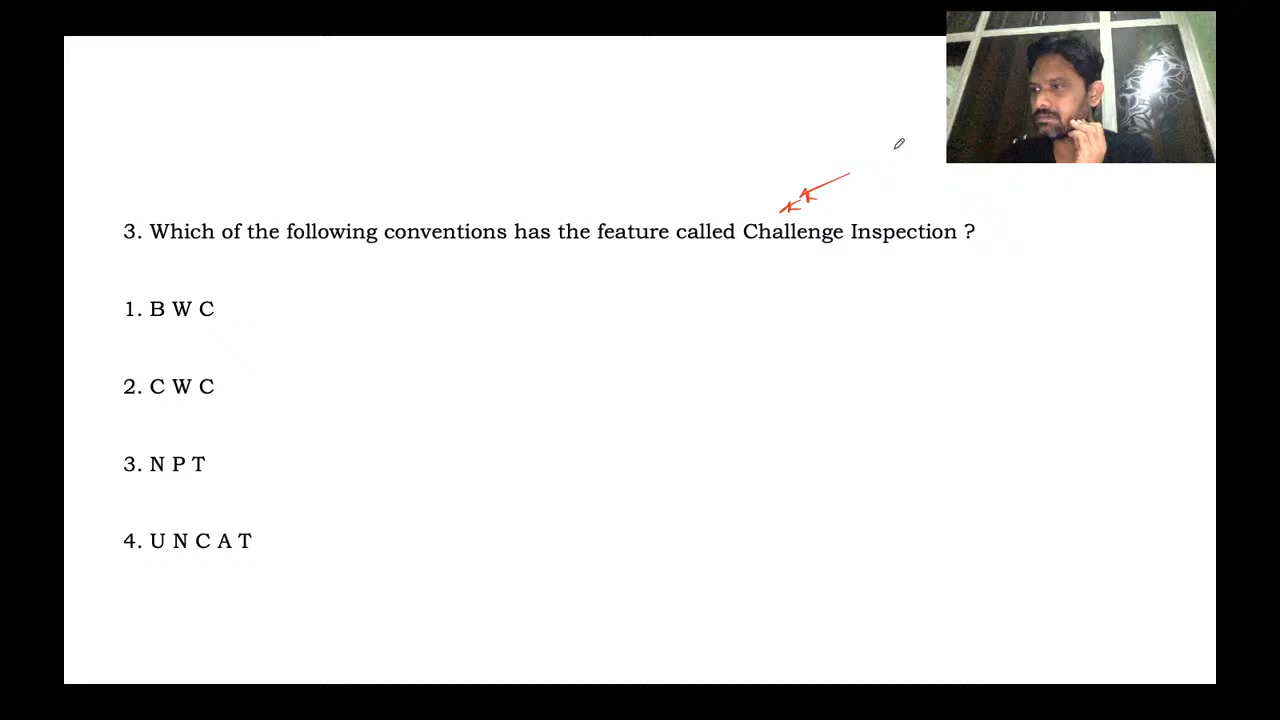 3. Which of the following conventions has the feature called Challenge Inspection ?
1. B W C
2. C W C
3. N P T
4. U N C A T